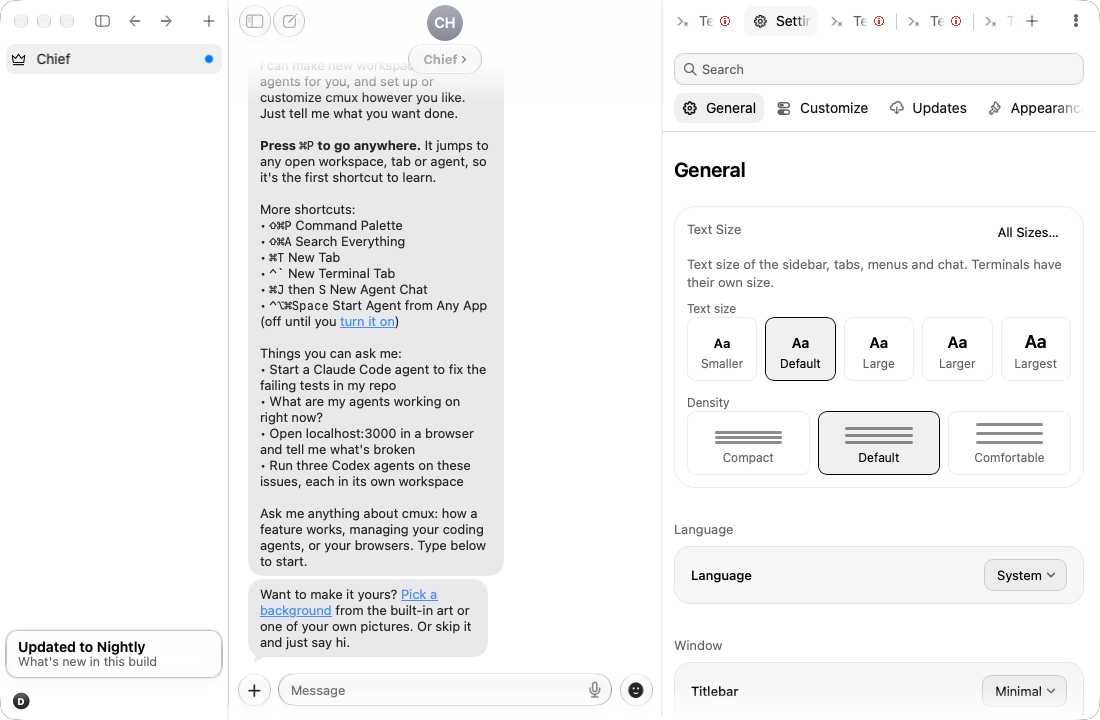 Chief
Updated to Nightly
What's new in this build
D
CH
Chief
I can make new workspac
agents for you, and set up or
customize cmux however you like.
Just tell me what you want done.
Press ⌘P to go anywhere. It jumps to
any open workspace, tab or agent, so
it's the first shortcut to learn.
More shortcuts:
• ⇧⌘P Command Palette
• ⇧⌘A Search Everything
• ⌘T New Tab
• ^` New Terminal Tab
• ⌘J then S New Agent Chat
• ^⌥⌘Space Start Agent from Any App
(off until you turn it on)
Things you can ask me:
• Start a Claude Code agent to fix the
failing tests in my repo
• What are my agents working on
right now?
• Open localhost:3000 in a browser
and tell me what's broken
• Run three Codex agents on these
issues, each in its own workspace
Ask me anything about cmux: how a
feature works, managing your coding
agents, or your browsers. Type below
to start.
Want to make it yours? Pick a
background from the built-in art or
one of your own pictures. Or skip it
and just say hi.
Message
Te Settin Te Te T
Search
General Customize Updates Appearanc
General
Text Size
All Sizes...
Text size of the sidebar, tabs, menus and chat. Terminals have
their own size.
Text size
Aa Aa Aa Aa Aa
Smaller Default Large Larger Largest
Density
Compact Default Comfortable
Language
Language System
Window
Titlebar Minimal